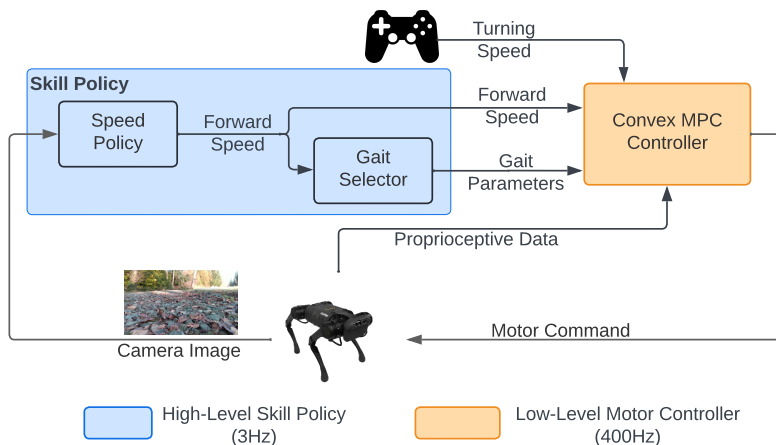 Turning
Speed
Skill Policy
Speed
Policy
Forward
Speed
Gait
Selector
Forward
Speed
Gait
Parameters
Convex MPC
Controller
Proprioceptive Data
Camera Image
Motor Command
High-Level Skill Policy
(3Hz)
Low-Level Motor Controller
(400Hz)